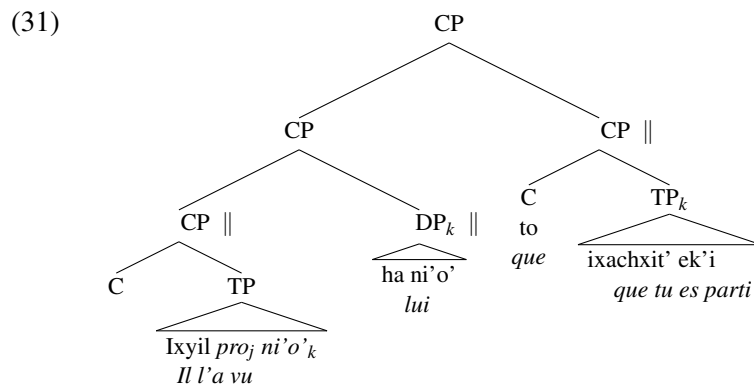 (31) CP
CP CP ||
CP || DP_k || C TP_k
to
que
ixachxit' ek'i
que tu es parti
ha ni'o'
lui
C TP
Ixyil pro_j ni'o'_k
Il l'a vu